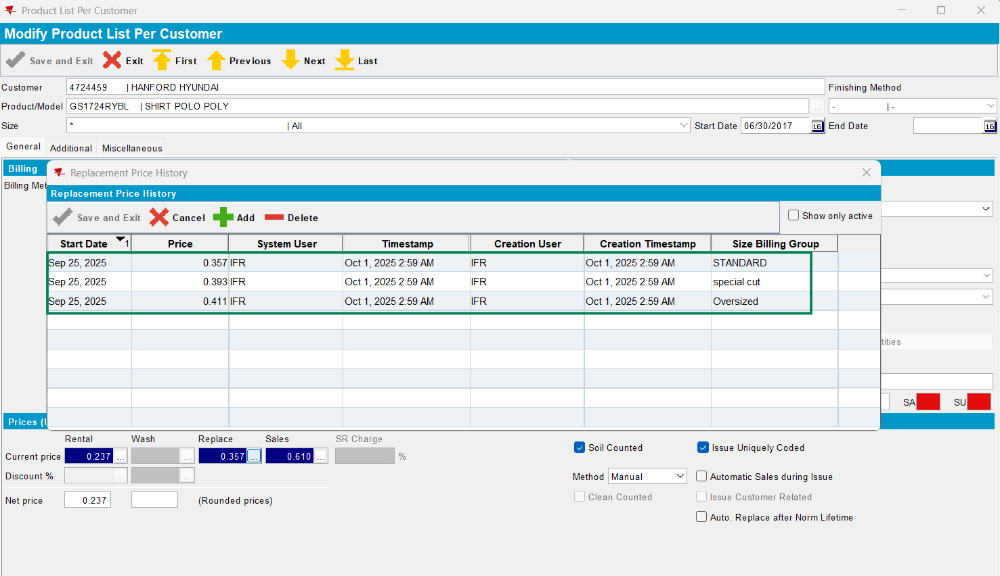 Product List Per Customer
Modify Product List Per Customer
Save and Exit Exit First Previous Next Last
Customer 4724459 | HANFORD HYUNDAI Finishing Method
Product/Model GS1724RYBL | SHIRT POLO POLY ... - | -
Size * | All Start Date 06/30/2017 16 End Date 16
General Additional Miscellaneous
Billing
Billing Met
Replacement Price History
Replacement Price History
Save and Exit Cancel Add Delete Show only active
Start Date 1 Price System User Timestamp Creation User Creation Timestamp Size Billing Group
Sep 25, 2025 0.357 IFR Oct 1, 2025 2:59 AM IFR Oct 1, 2025 2:59 AM STANDARD
Sep 25, 2025 0.393 IFR Oct 1, 2025 2:59 AM IFR Oct 1, 2025 2:59 AM special cut
Sep 25, 2025 0.411 IFR Oct 1, 2025 2:59 AM IFR Oct 1, 2025 2:59 AM Oversized
tities
SA SU
Prices (
Rental Wash Replace Sales SR Charge
Current price 0.237 ... ... 0.357 ... 0.610 ... %
Discount % ... ...
Net price 0.237 (Rounded prices)
Soil Counted Issue Uniquely Coded
Method Manual Automatic Sales during Issue
Clean Counted Issue Customer Related
Auto. Replace after Norm Lifetime